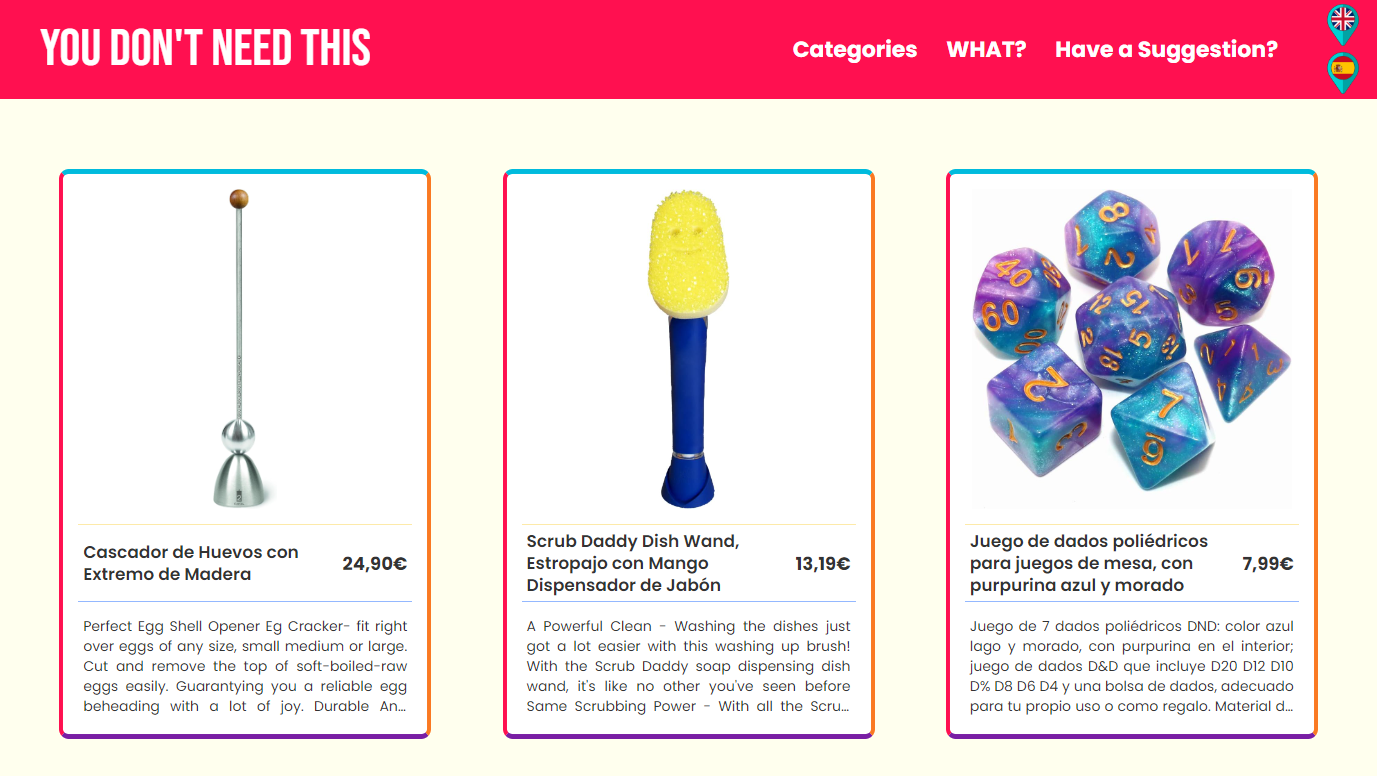 YOU DON'T NEED THIS
Categories WHAT? Have a Suggestion?
Cascador de Huevos con
Extremo de Madera
24,90€
Perfect Egg Shell Opener Eg Cracker- fit right
over eggs of any size, small medium or large.
Cut and remove the top of soft-boiled-raw
eggs easily. Guarantying you a reliable egg
beheading with a lot of joy. Durable An...
Scrub Daddy Dish Wand,
Estropajo con Mango
Dispensador de Jabón
13,19€
A Powerful Clean - Washing the dishes just
got a lot easier with this washing up brush!
With the Scrub Daddy soap dispensing dish
wand, it's like no other you've seen before
Same Scrubbing Power - With all the Scru...
Juego de dados poliédricos
para juegos de mesa, con
purpurina azul y morado
7,99€
Juego de 7 dados poliédricos DND: color azul
lago y morado, con purpurina en el interior;
juego de dados D&D que incluye D20 D12 D10
D% D8 D6 D4 y una bolsa de dados, adecuado
para tu propio uso o como regalo. Material d...